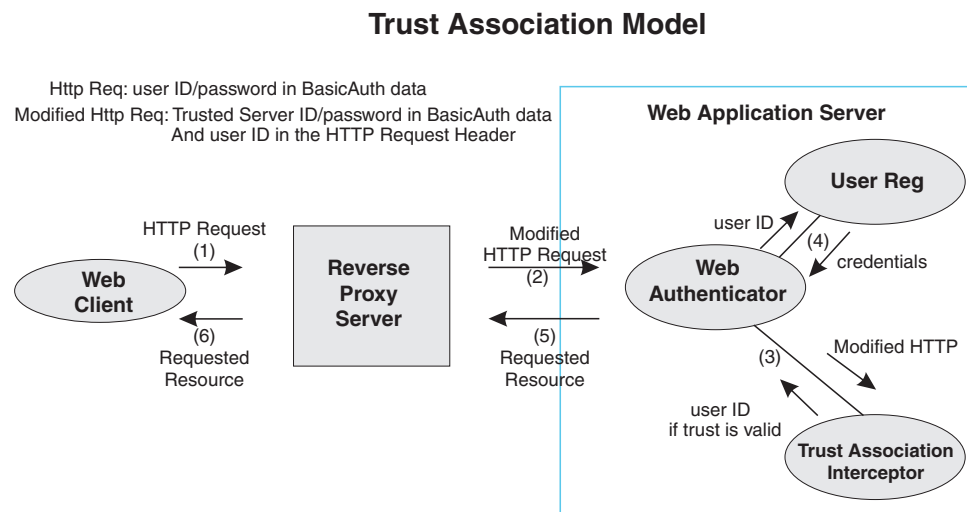 Trust Association Model
Http Req: user ID/password in BasicAuth data
Modified Http Req: Trusted Server ID/password in BasicAuth data
And user ID in the HTTP Request Header
Web Application Server
User Reg
user ID
(4)
credentials
HTTP Request
(1)
Web
Client
(6)
Requested
Resource
Reverse
Proxy
Server
Modified
HTTP Request
(2)
(5)
Requested
Resource
Web
Authenticator
(3)
Modified HTTP
user ID
if trust is valid
Trust Association
Interceptor